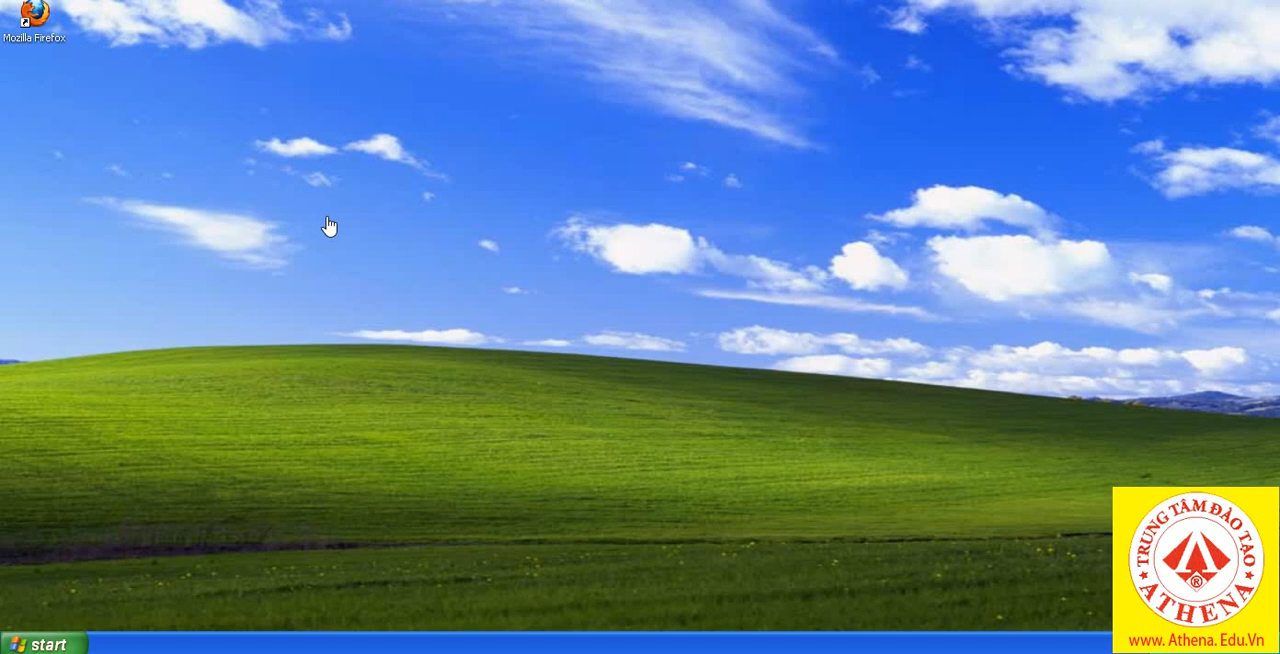 Mozilla Firefox
TRUNG TÂM ĐÀO TẠO
ATHENA
®
www.Athena.Edu.Vn
start